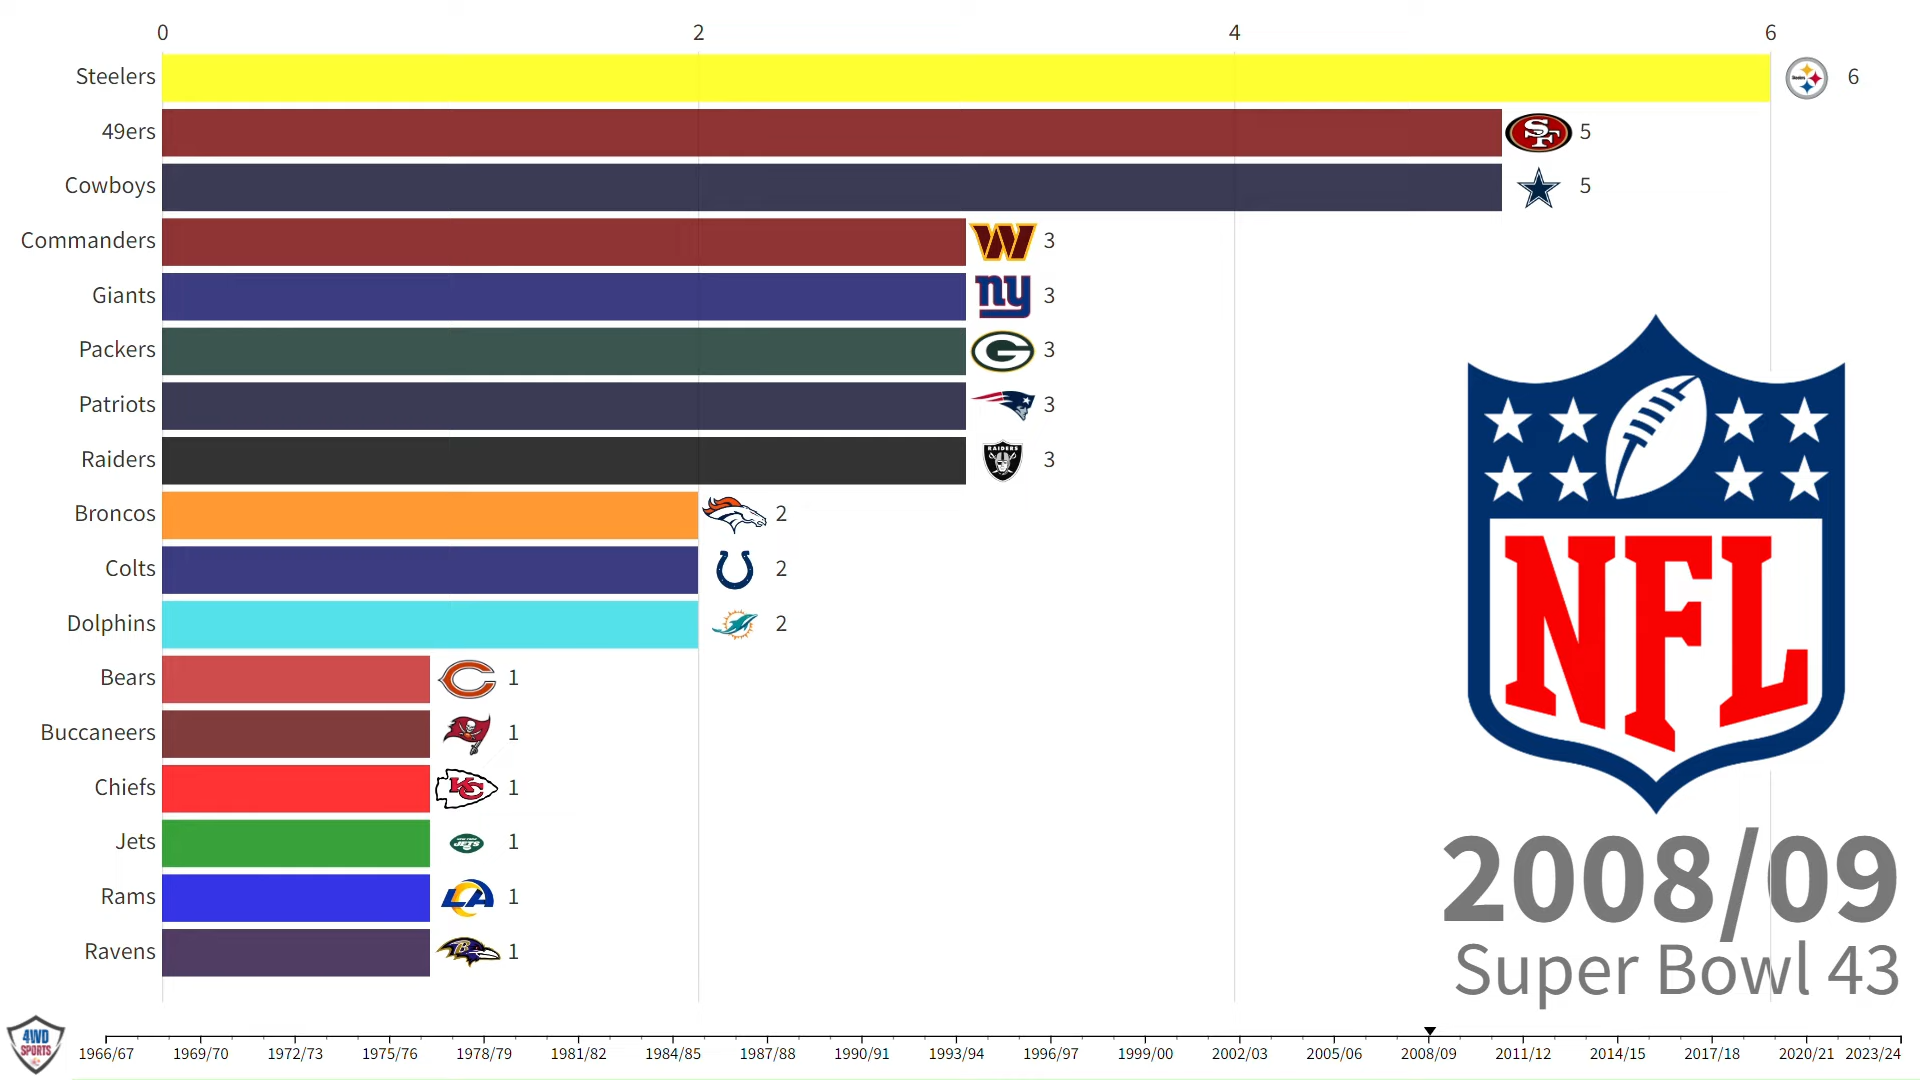 0 2 4 6
Steelers 6
49ers 5
Cowboys 5
Commanders 3
Giants ny 3
Packers G 3
Patriots 3
Raiders RAIDERS 3
Broncos 2
Colts 2
Dolphins 2
Bears C 1
Buccaneers 1
Chiefs KC 1
Jets JETS 1
Rams LA 1
Ravens B 1
SF
W
Steelers
NFL
2008/09
Super Bowl 43
4WD
SPORTS
1966/67 1969/70 1972/73 1975/76 1978/79 1981/82 1984/85 1987/88 1990/91 1993/94 1996/97 1999/00 2002/03 2005/06 2008/09 2011/12 2014/15 2017/18 2020/21 2023/24